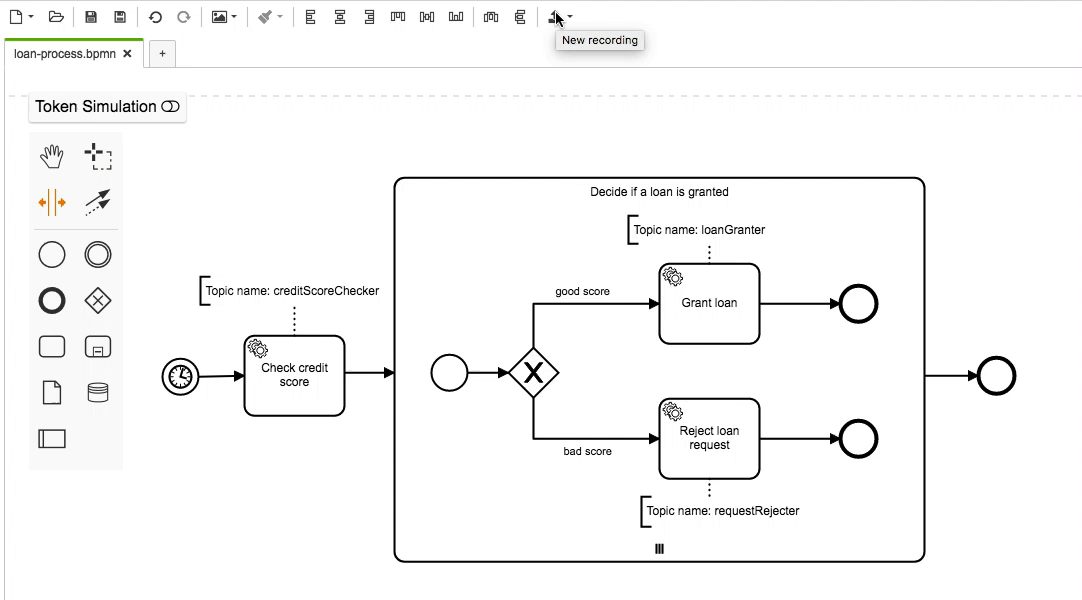 New recording
loan-process.bpmn
Token Simulation
Decide if a loan is granted
Topic name: loanGranter
good score
Grant loan
Topic name: creditScoreChecker
Check credit
score
Reject loan
request
bad score
Topic name: requestRejecter